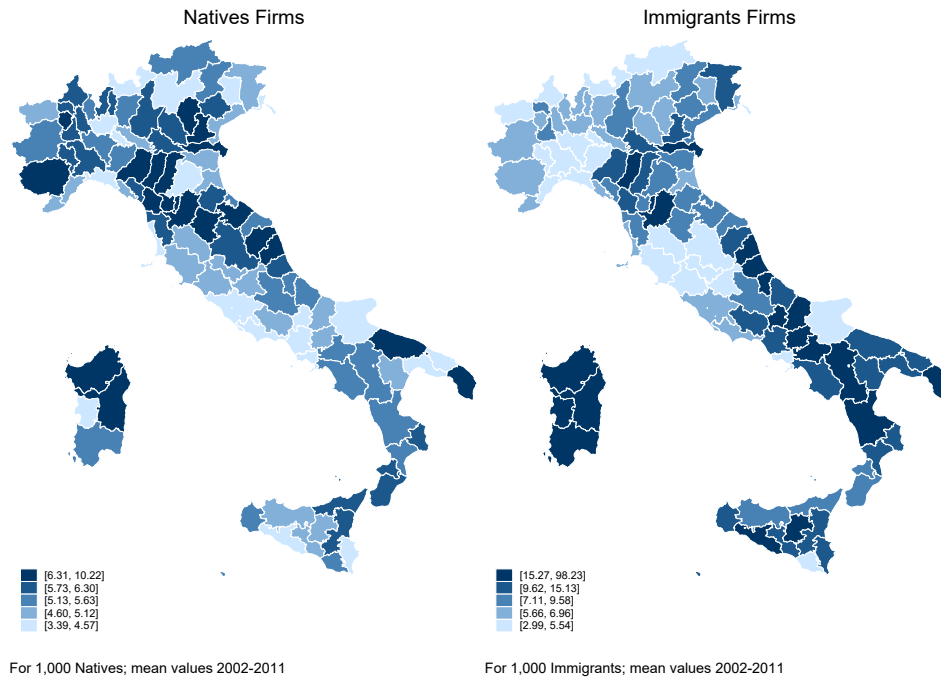 Natives Firms
Immigrants Firms
[6.31, 10.22]
[5.73, 6.30]
[5.13, 5.63]
[4.60, 5.12]
[3.39, 4.57]
[15.27, 98.23]
[9.62, 15.13]
[7.11, 9.58]
[5.66, 6.96]
[2.99, 5.54]
For 1,000 Natives; mean values 2002-2011
For 1,000 Immigrants; mean values 2002-2011